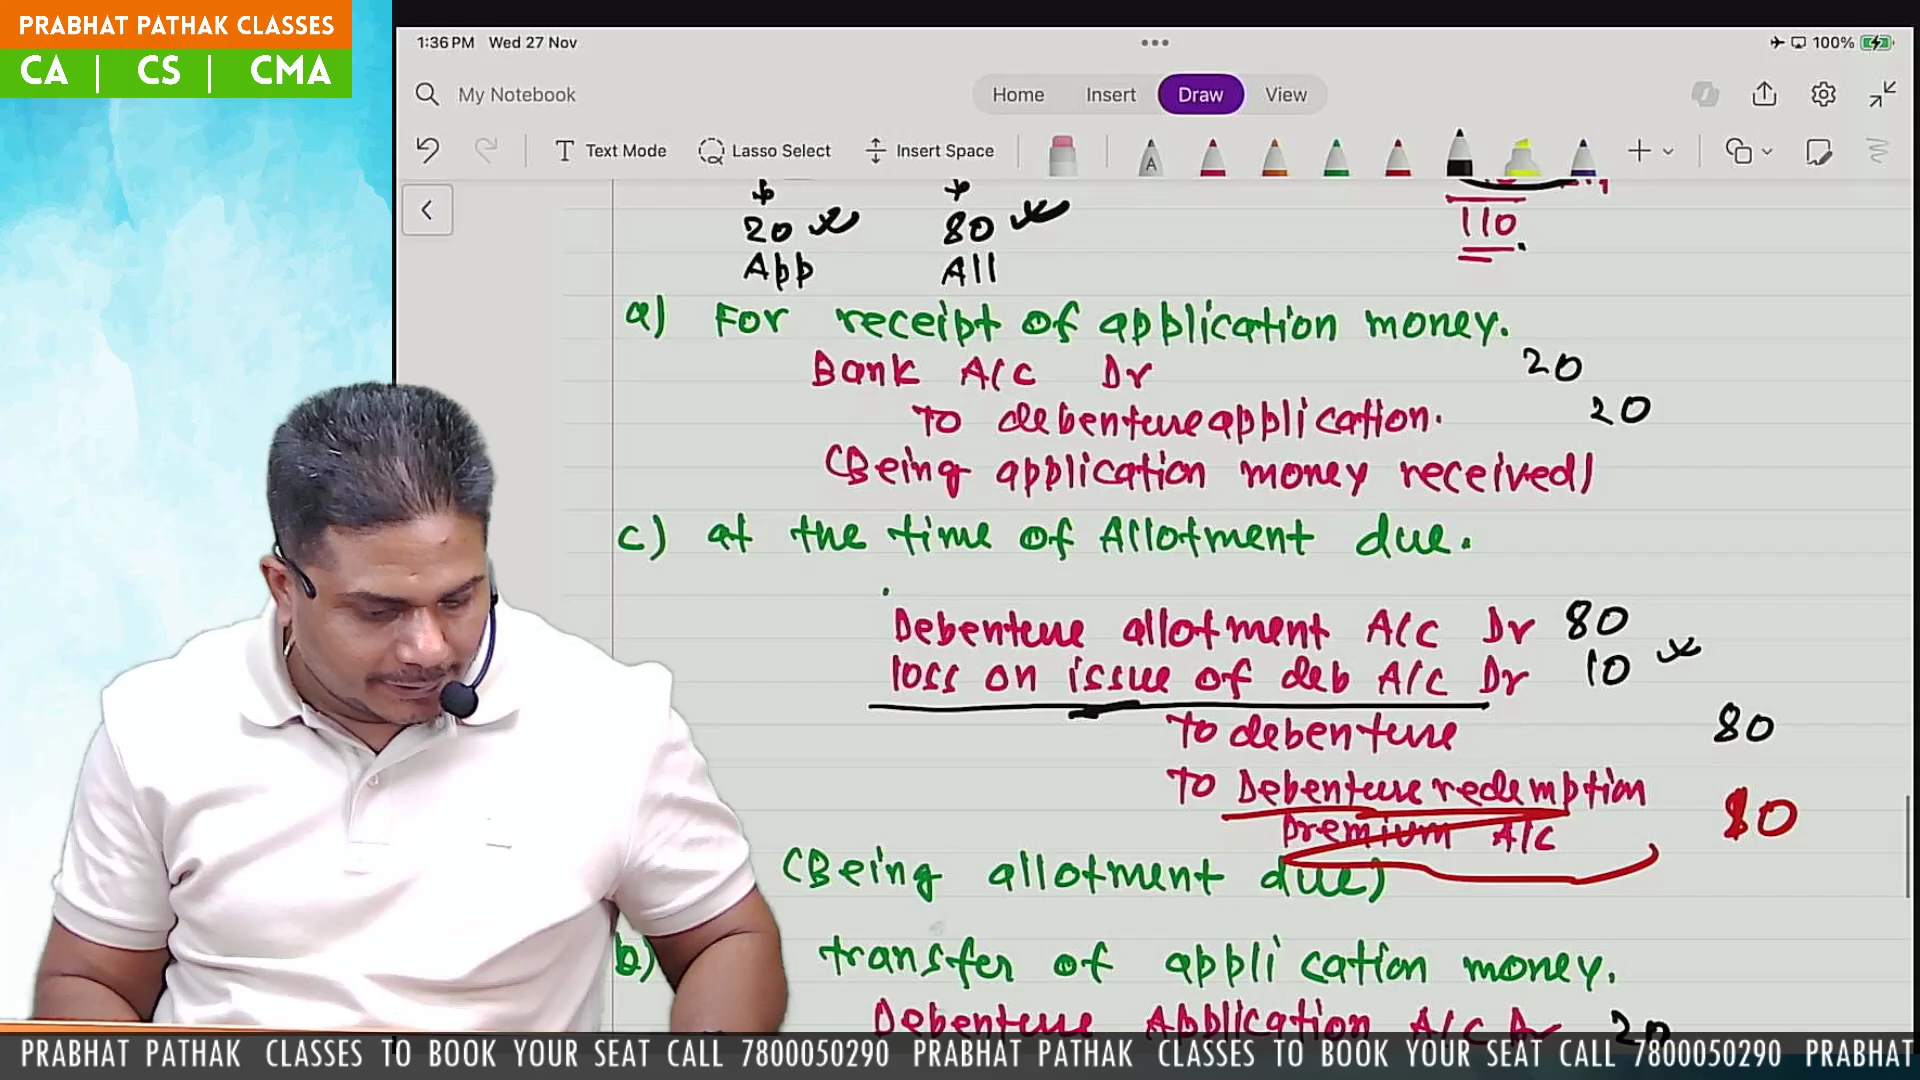 PRABHAT PATHAK CLASSES
CA | CS | CMA
1:36 PM Wed 27 Nov
100%
My Notebook
Home Insert Draw View
Text Mode Lasso Select Insert Space
A
20 80
App All
110
a) For receipt of application money.
Bank A/C Dr 20
To debenture application. 20
(Being application money received)
c) at the time of Allotment due.
Debenture allotment A/C Dr 80
loss on issue of deb A/C Dr 10
To debenture 80
To Debenture redemption
Premium A/C
(Being allotment due)
b) transfer of application money.
Debenture Application A/C Dr 20
PRABHAT PATHAK CLASSES TO BOOK YOUR SEAT CALL 7800050290 PRABHAT PATHAK CLASSES TO BOOK YOUR SEAT CALL 7800050290 PRABHAT